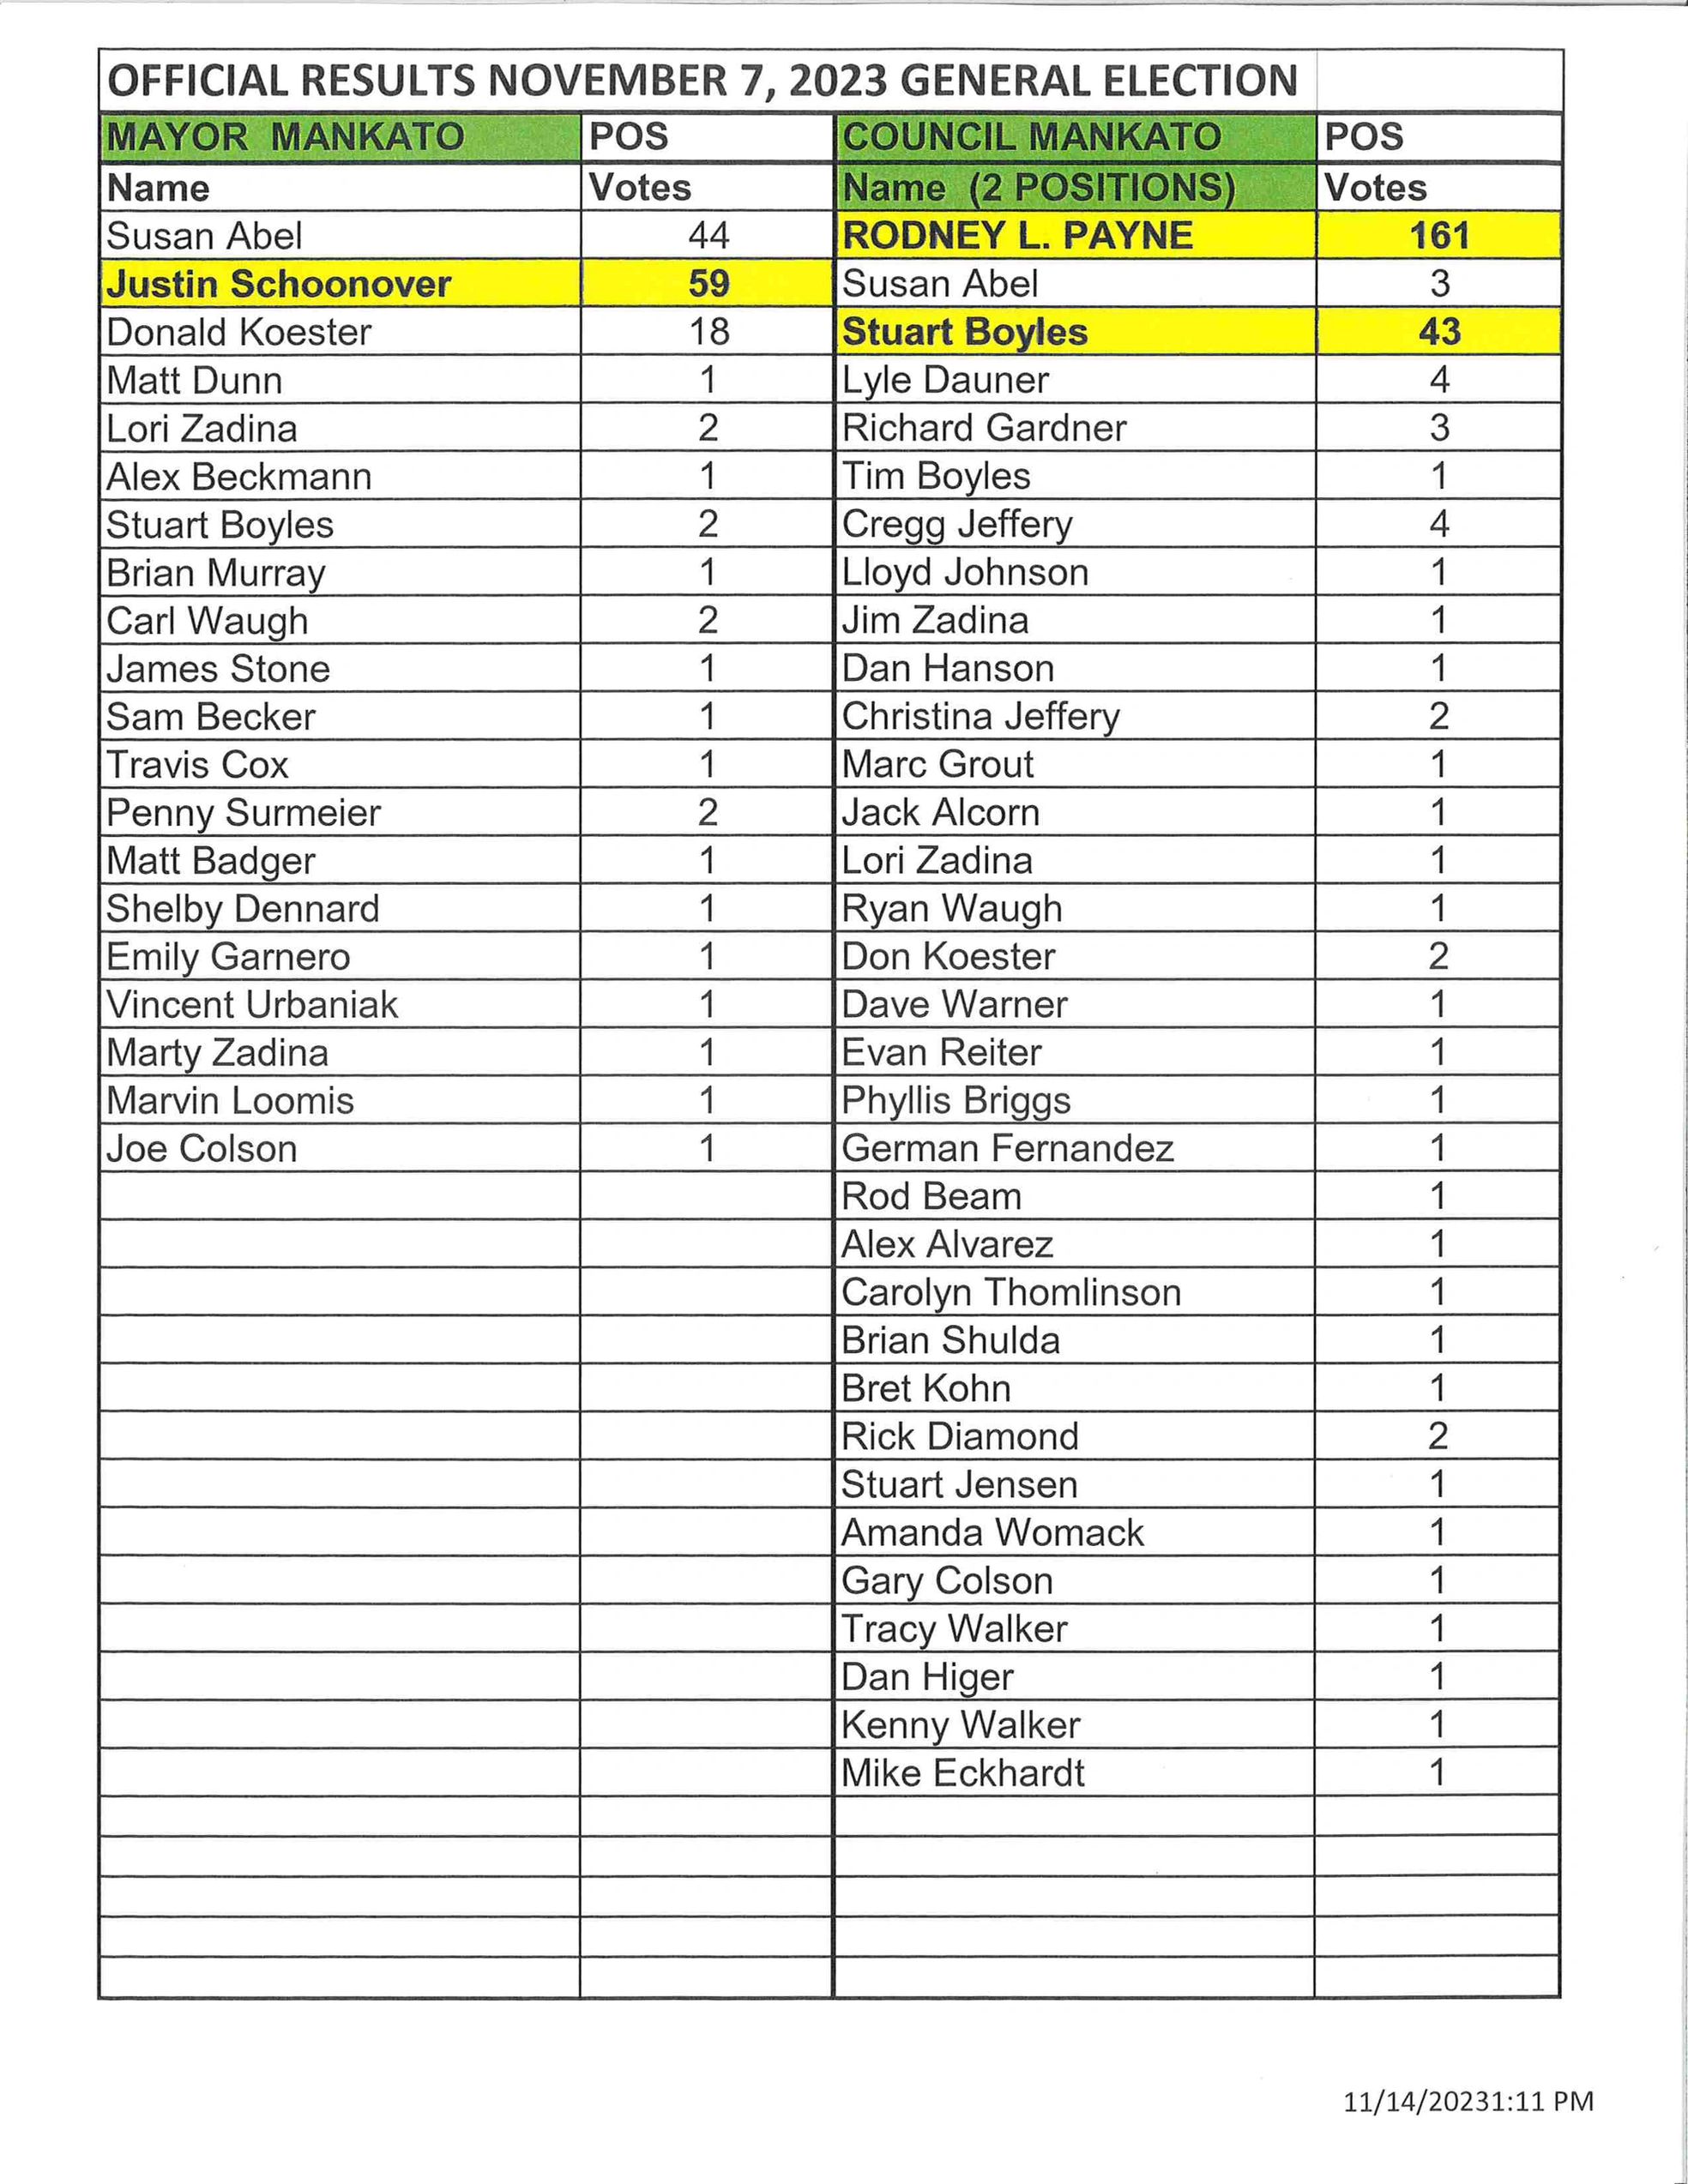 OFFICIAL RESULTS NOVEMBER 7, 2023 GENERAL ELECTION
MAYOR MANKATO POS COUNCIL MANKATO POS
Name Votes Name (2 POSITIONS) Votes
Susan Abel 44 RODNEY L. PAYNE 161
Justin Schoonover 59 Susan Abel 3
Donald Koester 18 Stuart Boyles 43
Matt Dunn 1 Lyle Dauner 4
Lori Zadina 2 Richard Gardner 3
Alex Beckmann 1 Tim Boyles 1
Stuart Boyles 2 Cregg Jeffery 4
Brian Murray 1 Lloyd Johnson 1
Carl Waugh 2 Jim Zadina 1
James Stone 1 Dan Hanson 1
Sam Becker 1 Christina Jeffery 2
Travis Cox 1 Marc Grout 1
Penny Surmeier 2 Jack Alcorn 1
Matt Badger 1 Lori Zadina 1
Shelby Dennard 1 Ryan Waugh 1
Emily Garnero 1 Don Koester 2
Vincent Urbaniak 1 Dave Warner 1
Marty Zadina 1 Evan Reiter 1
Marvin Loomis 1 Phyllis Briggs 1
Joe Colson 1 German Fernandez 1
Rod Beam 1
Alex Alvarez 1
Carolyn Thomlinson 1
Brian Shulda 1
Bret Kohn 1
Rick Diamond 2
Stuart Jensen 1
Amanda Womack 1
Gary Colson 1
Tracy Walker 1
Dan Higer 1
Kenny Walker 1
Mike Eckhardt 1
11/14/20231:11 PM